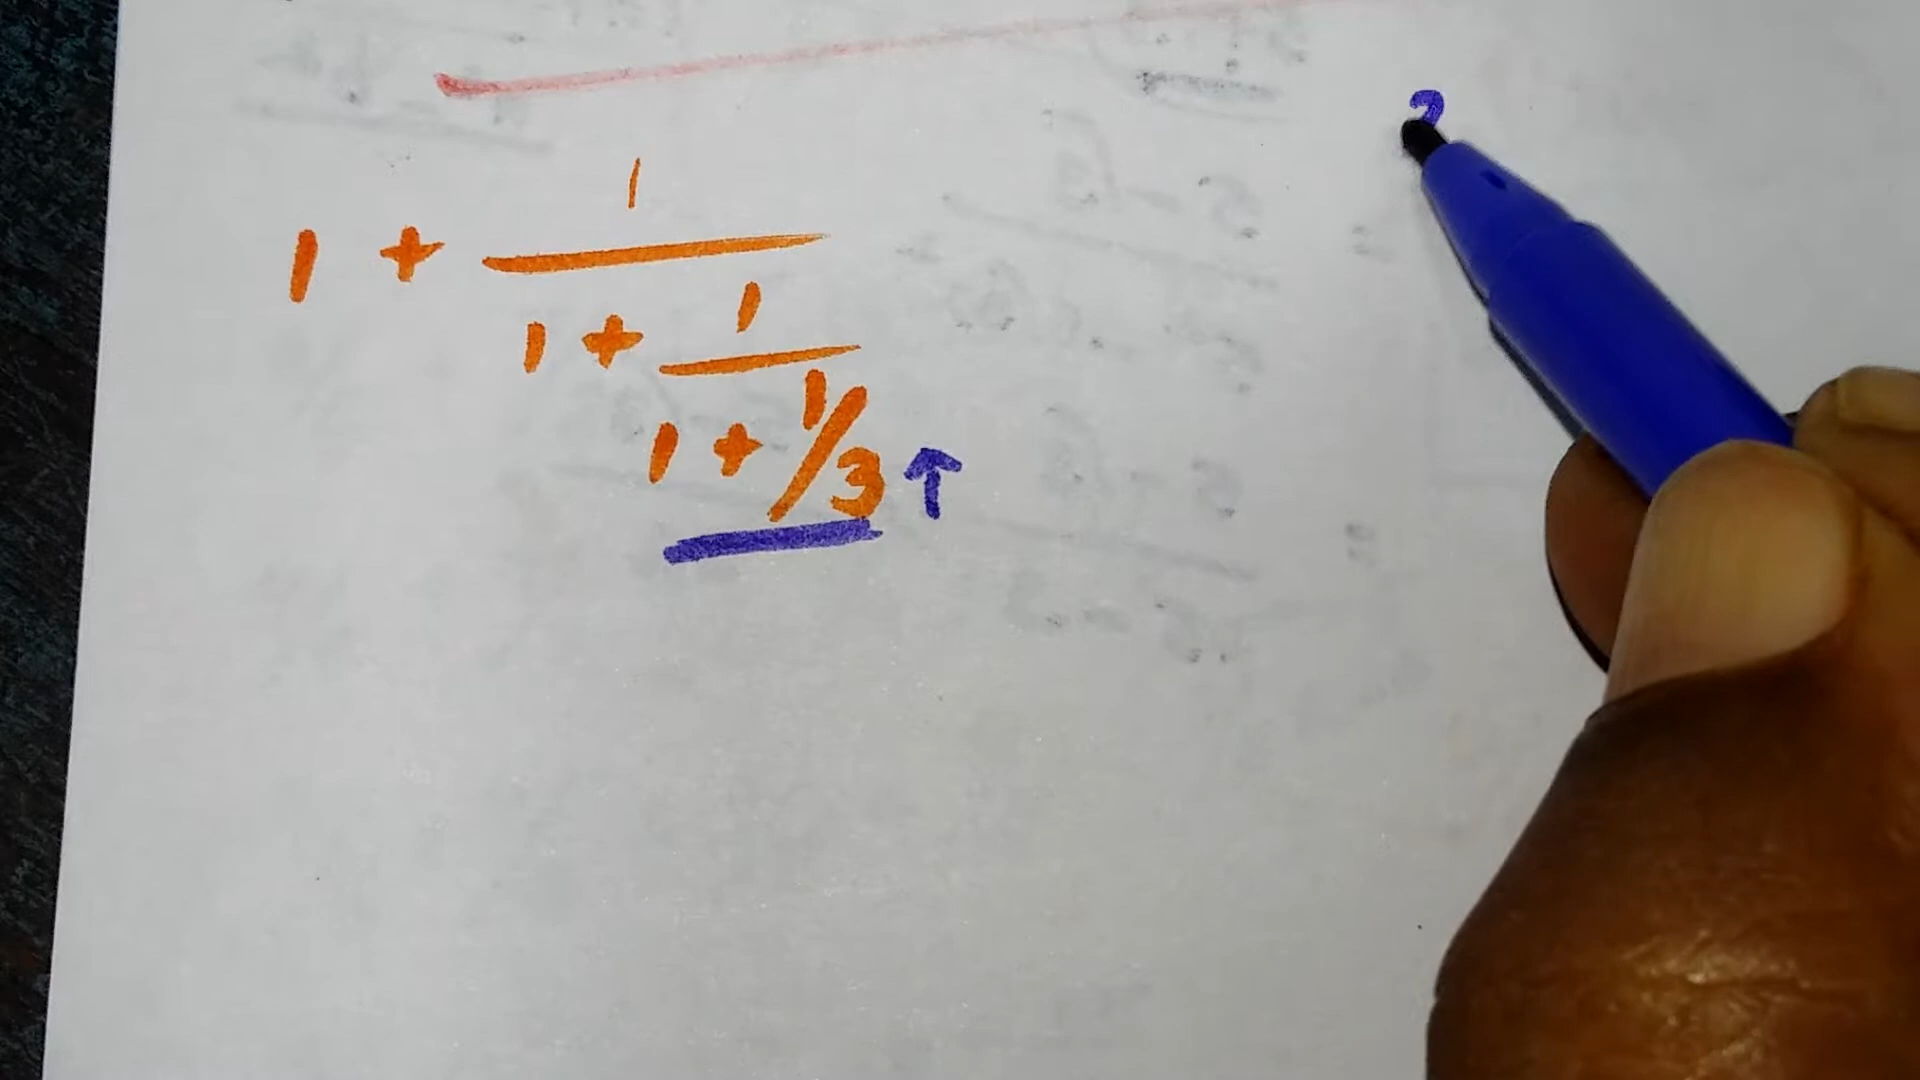 1 + 1
1 + 1
1 + 1/3 ↑